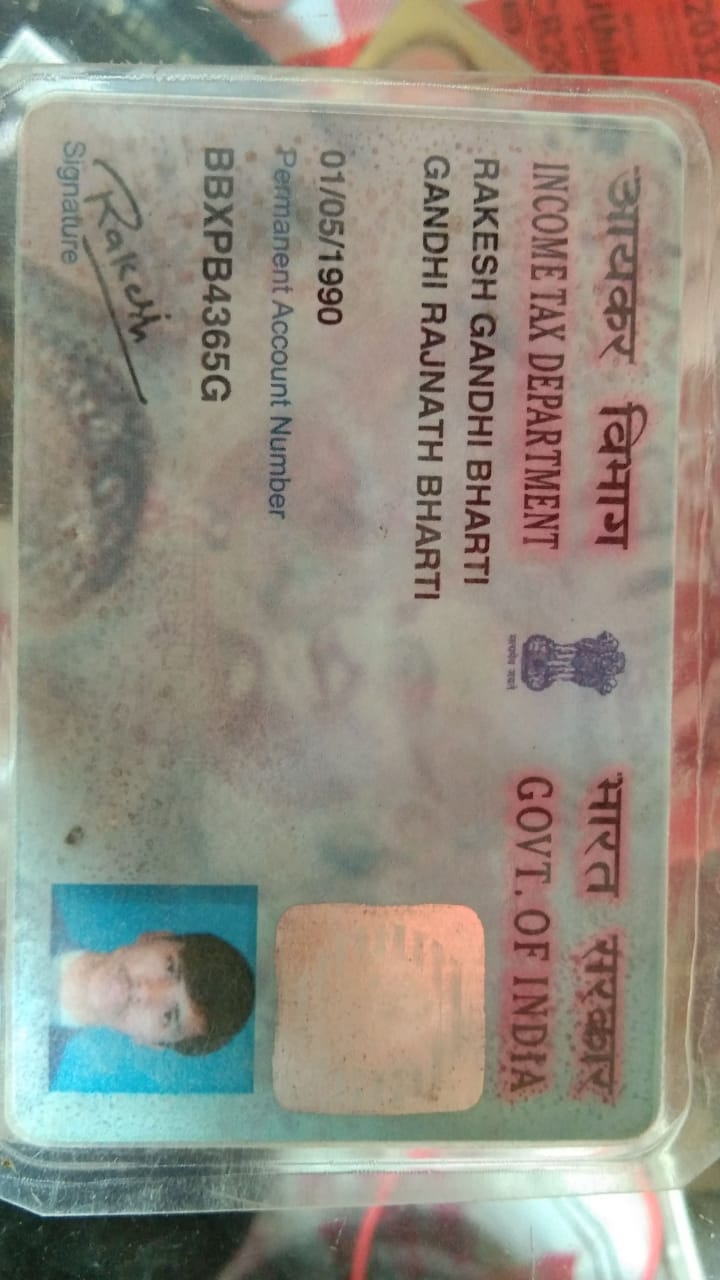 आयकर विभाग
INCOME TAX DEPARTMENT
भारत सरकार
GOVT. OF INDIA
सत्यमेव जयते
RAKESH GANDHI BHARTI
GANDHI RAJNATH BHARTI
01/05/1990
Permanent Account Number
BBXPB4365G
Rakesh
Signature